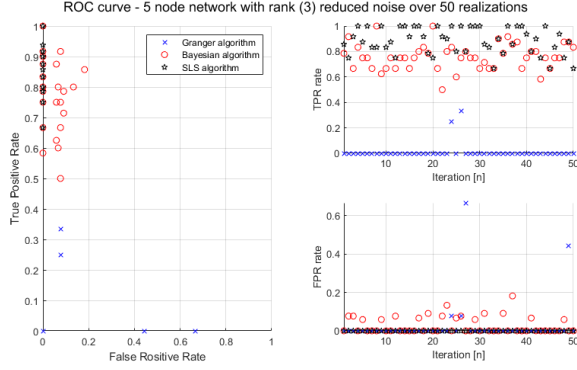 ROC curve - 5 node network with rank (3) reduced noise over 50 realizations
Granger algorithm
Bayesian algorithm
SLS algorithm
True Positive Rate
1
0.9
0.8
0.7
0.6
0.5
0.4
0.3
0.2
0.1
0
0 0.2 0.4 0.6 0.8 1
False Rositive Rate
TPR rate
1
0.8
0.6
0.4
0.2
0
10 20 30 40 50
Iteration [n]
FPR rate
0.6
0.4
0.2
0
10 20 30 40 50
Iteration [n]